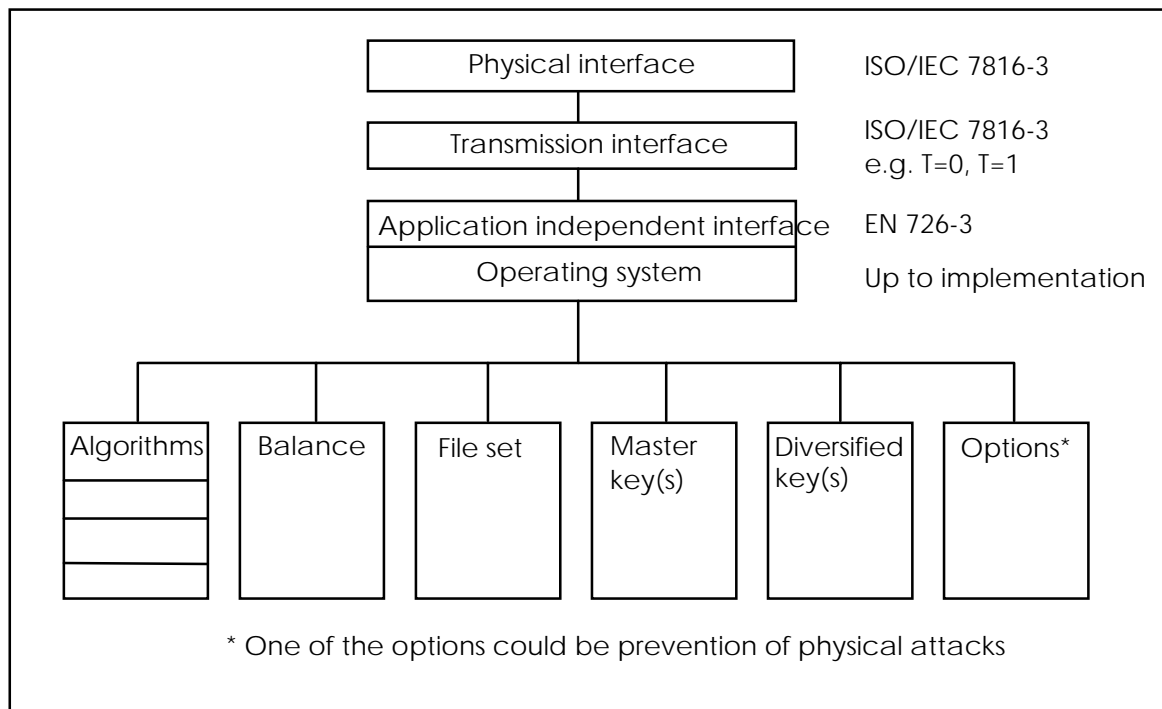 Physical interface
ISO/IEC 7816-3
Transmission interface
ISO/IEC 7816-3
e.g. T=0, T=1
Application independent interface
EN 726-3
Operating system
Up to implementation
Algorithms
Balance
File set
Master
key(s)
Diversified
key(s)
Options*
* One of the options could be prevention of physical attacks